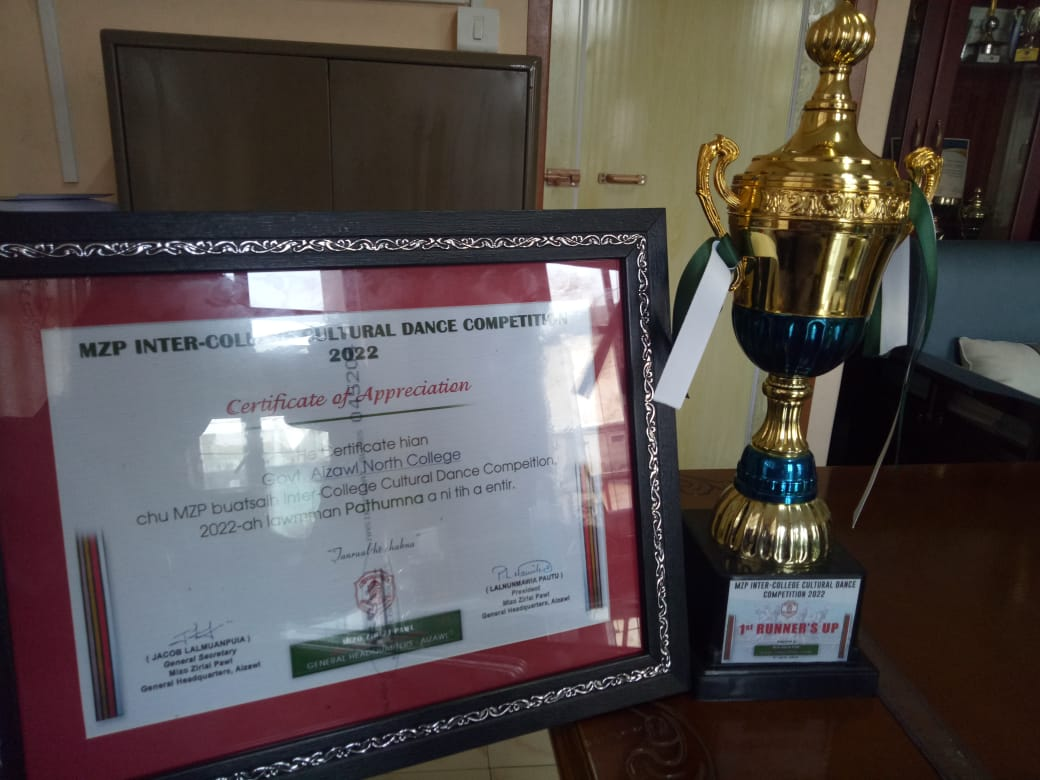 MZP INTER-COLLEGE CULTURAL DANCE COMPETITION
2022
Certificate of Appreciation
He Certificate hian
Govt. Aizawl North College
chu MZP buatsaih Inter-College Cultural Dance Compeition,
2022-ah lawmman Pathumna a ni tih a entir.
( JACOB LALMUANPUIA )
General Secretary
Mizo Zirlai Pawl
General Headquarters, Aizawl
MIZO ZIRLAI PAWL
GENERAL HEADQUARTERS : AIZAWL
( LALNUNMAWIA PAUTU )
President
Mizo Zirlai Pawl
General Headquarters, Aizawl
MZP INTER-COLLEGE CULTURAL DANCE
COMPETITION 2022
1st RUNNER'S UP